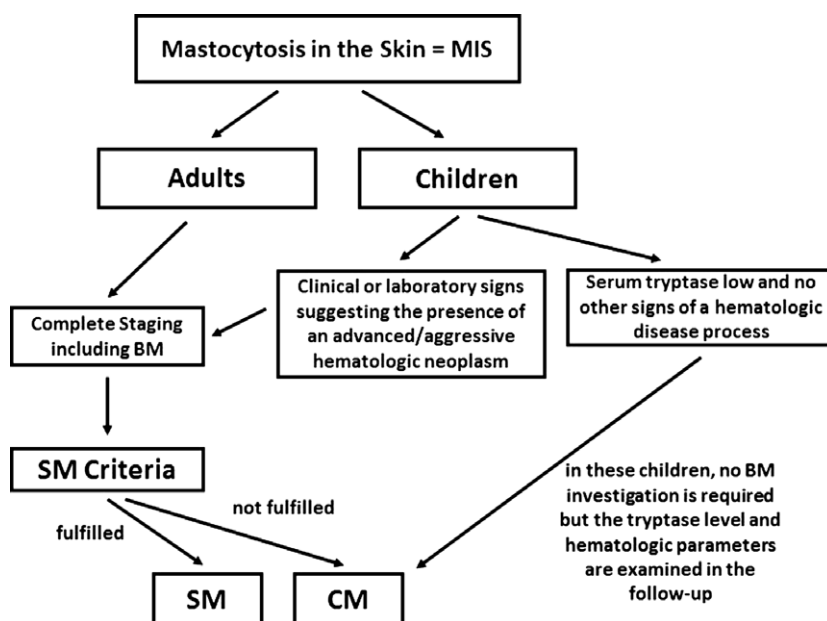 Mastocytosis in the Skin = MIS
Adults
Children
Complete Staging
including BM
Clinical or laboratory signs
suggesting the presence of
an advanced/aggressive
hematologic neoplasm
Serum tryptase low and no
other signs of a hematologic
disease process
SM Criteria
fulfilled
not fulfilled
in these children, no BM
investigation is required
but the tryptase level and
hematologic parameters
are examined in the
follow-up
SM
CM